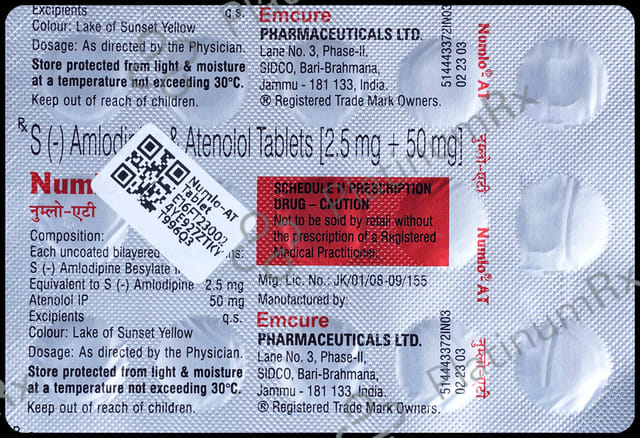 Excipients q.s.
Colour: Lake of Sunset Yellow
Dosage: As directed by the Physician.
Store protected from light & moisture
at a temperature not exceeding 30°C.
Keep out of reach of children.
Emcure
PHARMACEUTICALS LTD.
Lane No. 3, Phase-II,
SIDCO, Bari-Brahmana,
Jammu - 181 133, India.
® Registered Trade Mark Owners.
514443372IN03
02 23 03
Numlo®-AT
नुम्लो-एटी
Rx S (-) Amlodip & Atenolol Tablets [2.5 mg + 50 mg]
Numlo
नुम्लो-एटी
Numlo-AT
Tablet
SCHEDULE H PRESCRIPTION
DRUG - CAUTION
Not to be sold by retail without
the prescription of a Registered
Medical Practitioner.
Composition:
Each uncoated bilayered ns:
S (-) Amlodipine Besylate
Equivalent to S (-) Amlodipine 2.5 mg
Atenolol IP 50 mg
Excipients q.s.
Colour: Lake of Sunset Yellow
Dosage: As directed by the Physician.
Store protected from light & moisture
at a temperature not exceeding 30°C.
Keep out of reach of children.
Mfg. Lic. No.: JK/01/08-09/155
Manufactured by:
Emcure
PHARMACEUTICALS LTD.
Lane No. 3, Phase-II,
SIDCO, Bari-Brahmana,
Jammu - 181 133, India.
® Registered Trade Mark Owners.
514443372IN03
02 23 03
Numlo®-AT
नुम्लो-एटी
PlatinumRx